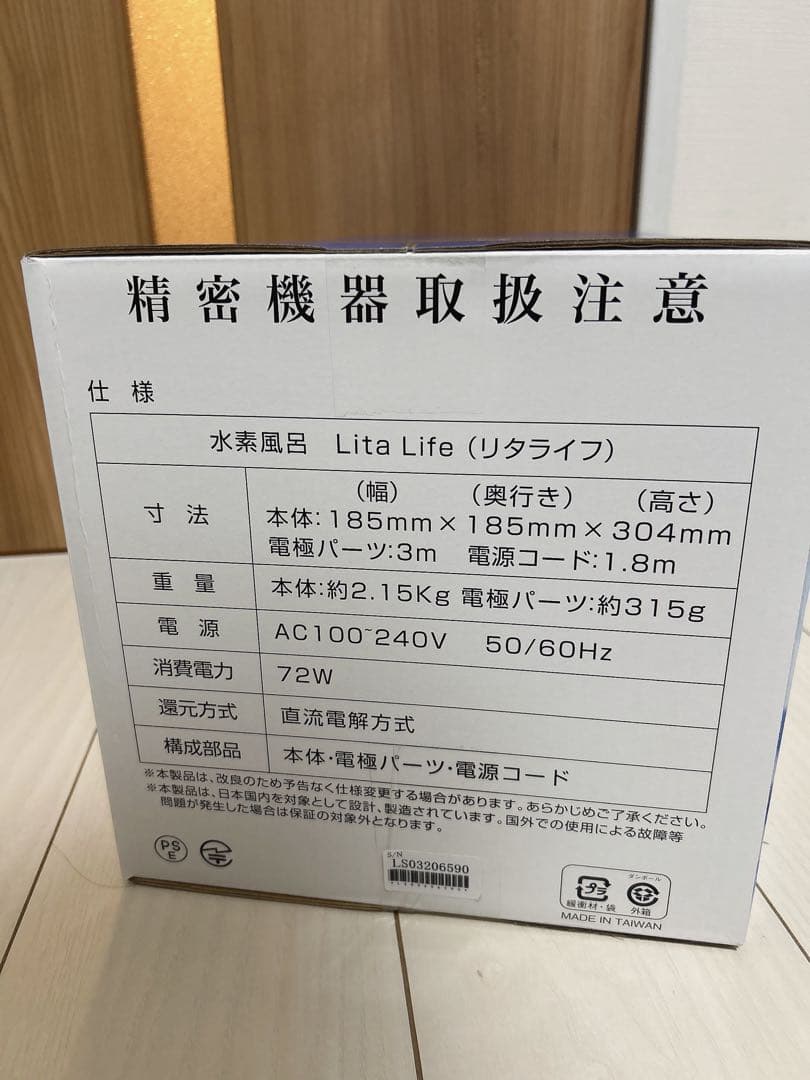 精密機器取扱注意
仕様
水素風呂 Lita Life（リタライフ）
寸法
（幅） （奥行き） （高さ）
本体：185mm×185mm×304mm
電極パーツ：3m 電源コード：1.8m
重量 本体：約2.15Kg 電極パーツ：約315g
電源 AC100~240V 50/60Hz
消費電力 72W
還元方式 直流電解方式
構成部品 本体・電極パーツ・電源コード
※本製品は、改良のため予告なく仕様変更する場合があります。あらかじめご了承ください。
※本製品は、日本国内を対象として設計、製造されています。国外での使用による故障等
問題が発生した場合は保証の対象外となります。
PS
E
S/N
LS03206590
プラ
緩衝材・袋
ダンボール
外箱
MADE IN TAIWAN